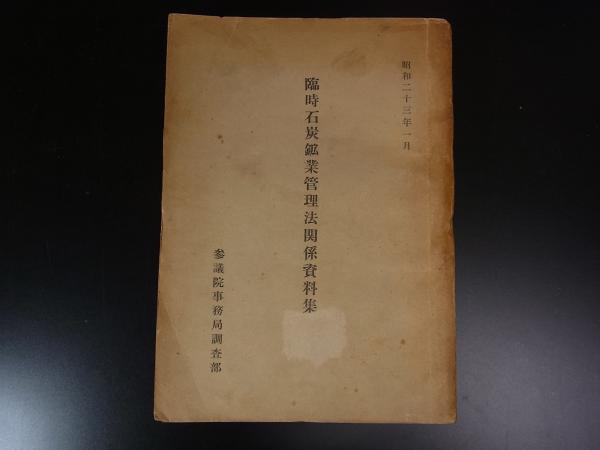 昭和二十三年一月
臨時石炭鉱業管理法関係資料集
参議院事務局調査部